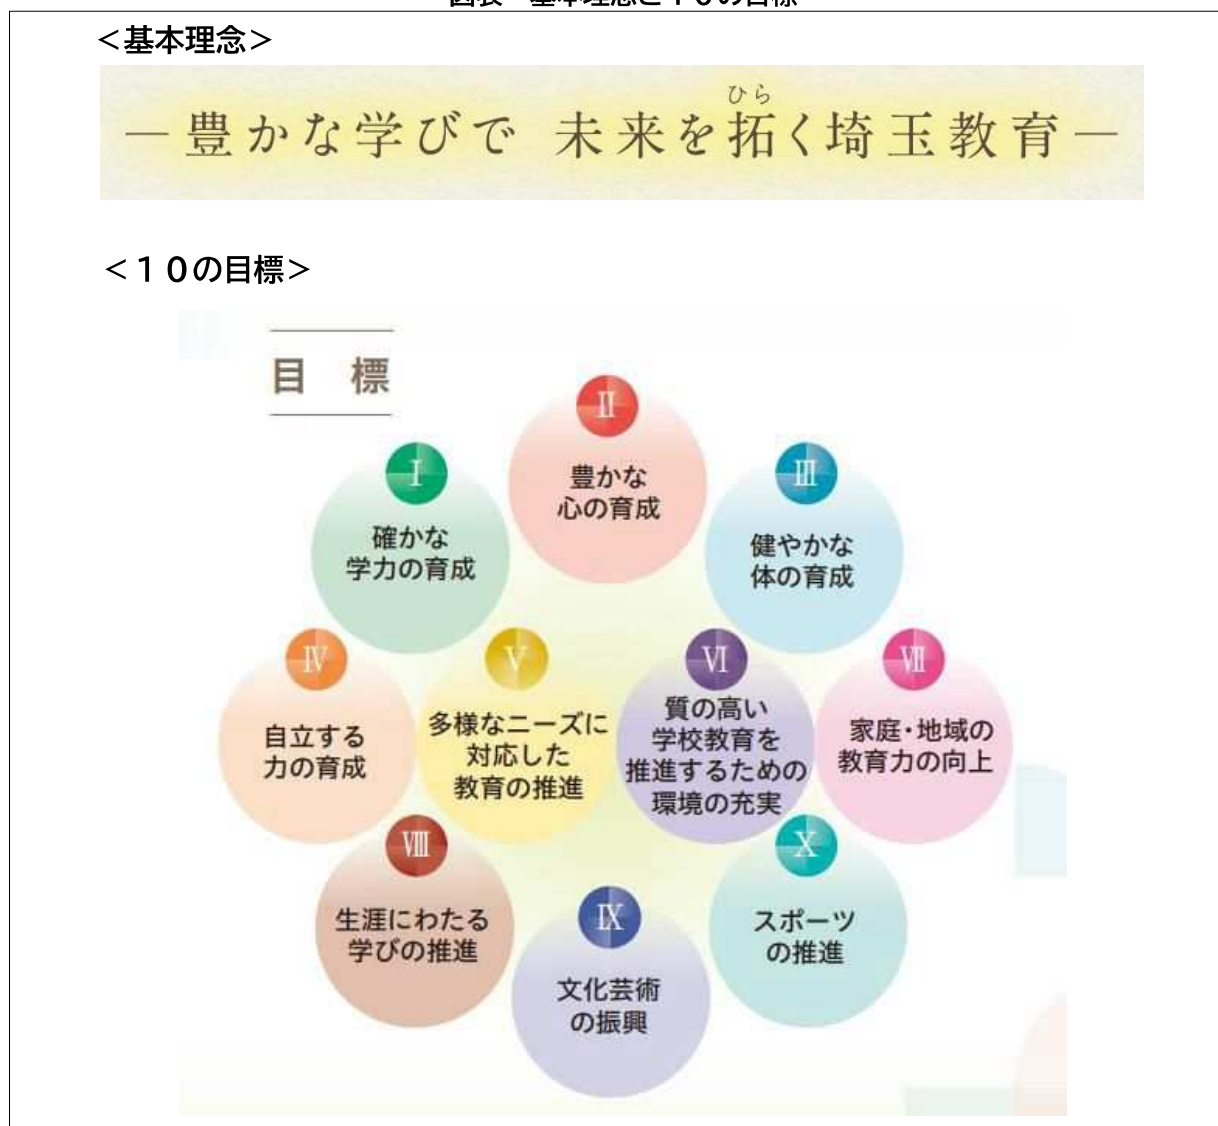 ＜基本理念＞
ひら
―豊かな学びで 未来を拓く埼玉教育―
＜１０の目標＞
目 標
Ⅰ
確かな
学力の育成
Ⅱ
豊かな
心の育成
Ⅲ
健やかな
体の育成
Ⅳ
自立する
力の育成
Ⅴ
多様なニーズに
対応した
教育の推進
Ⅵ
質の高い
学校教育を
推進するための
環境の充実
Ⅶ
家庭・地域の
教育力の向上
Ⅷ
生涯にわたる
学びの推進
Ⅸ
文化芸術
の振興
Ⅹ
スポーツ
の推進